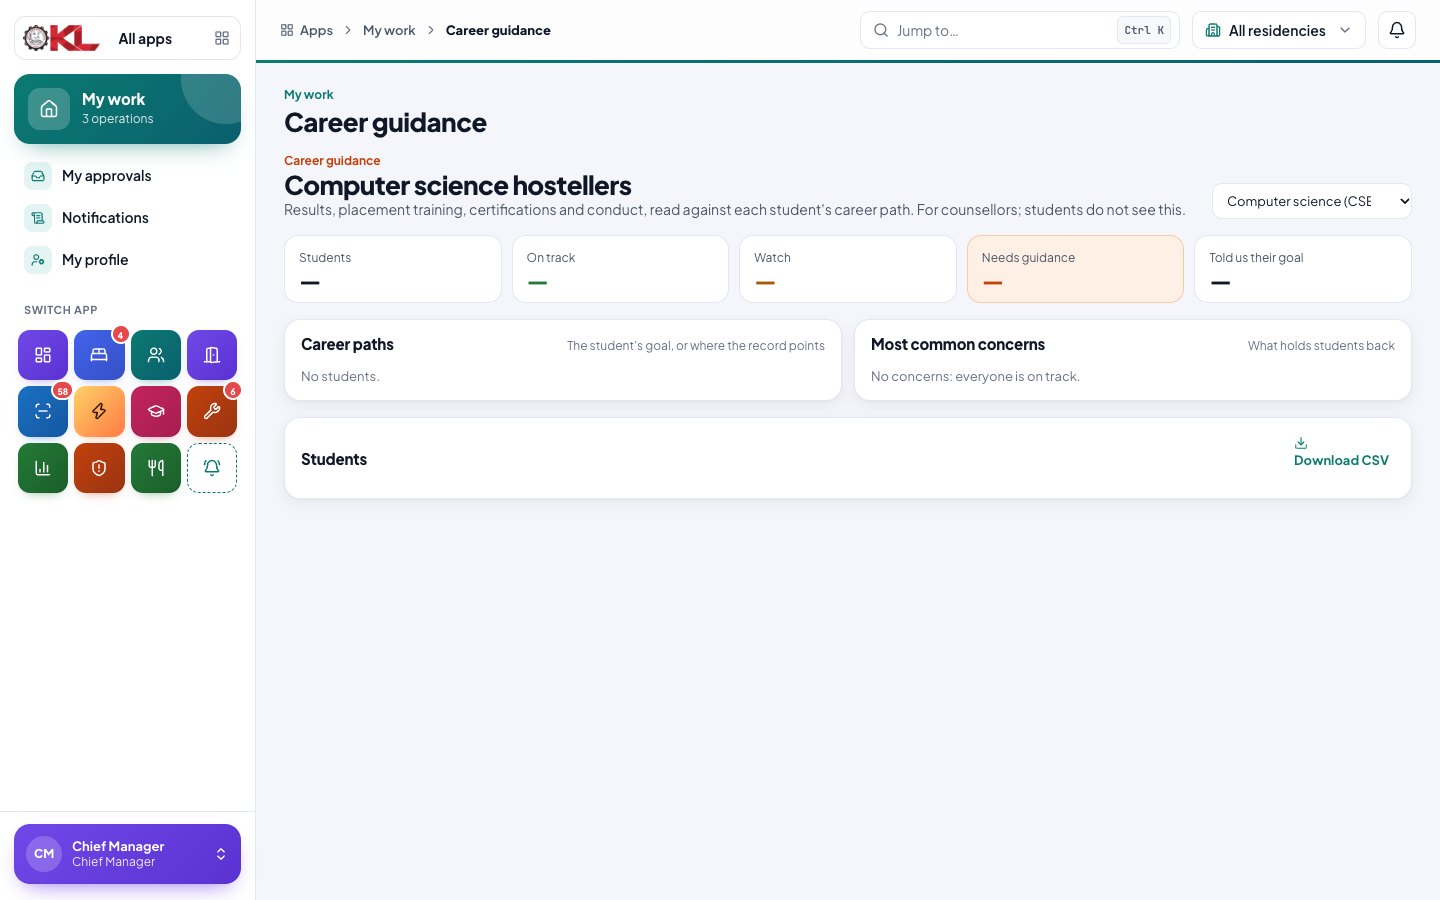 KL
All apps
Apps
My work
Career guidance
Jump to...
Ctrl K
All residencies
My work
3 operations
My approvals
Notifications
My profile
SWITCH APP
4
58
6
CM
Chief Manager
Chief Manager
My work
Career guidance
Career guidance
Computer science hostellers
Results, placement training, certifications and conduct, read against each student's career path. For counsellors; students do not see this.
Computer science (CSE
Students
—
On track
—
Watch
—
Needs guidance
—
Told us their goal
—
Career paths
The student's goal, or where the record points
No students.
Most common concerns
What holds students back
No concerns: everyone is on track.
Students
Download CSV